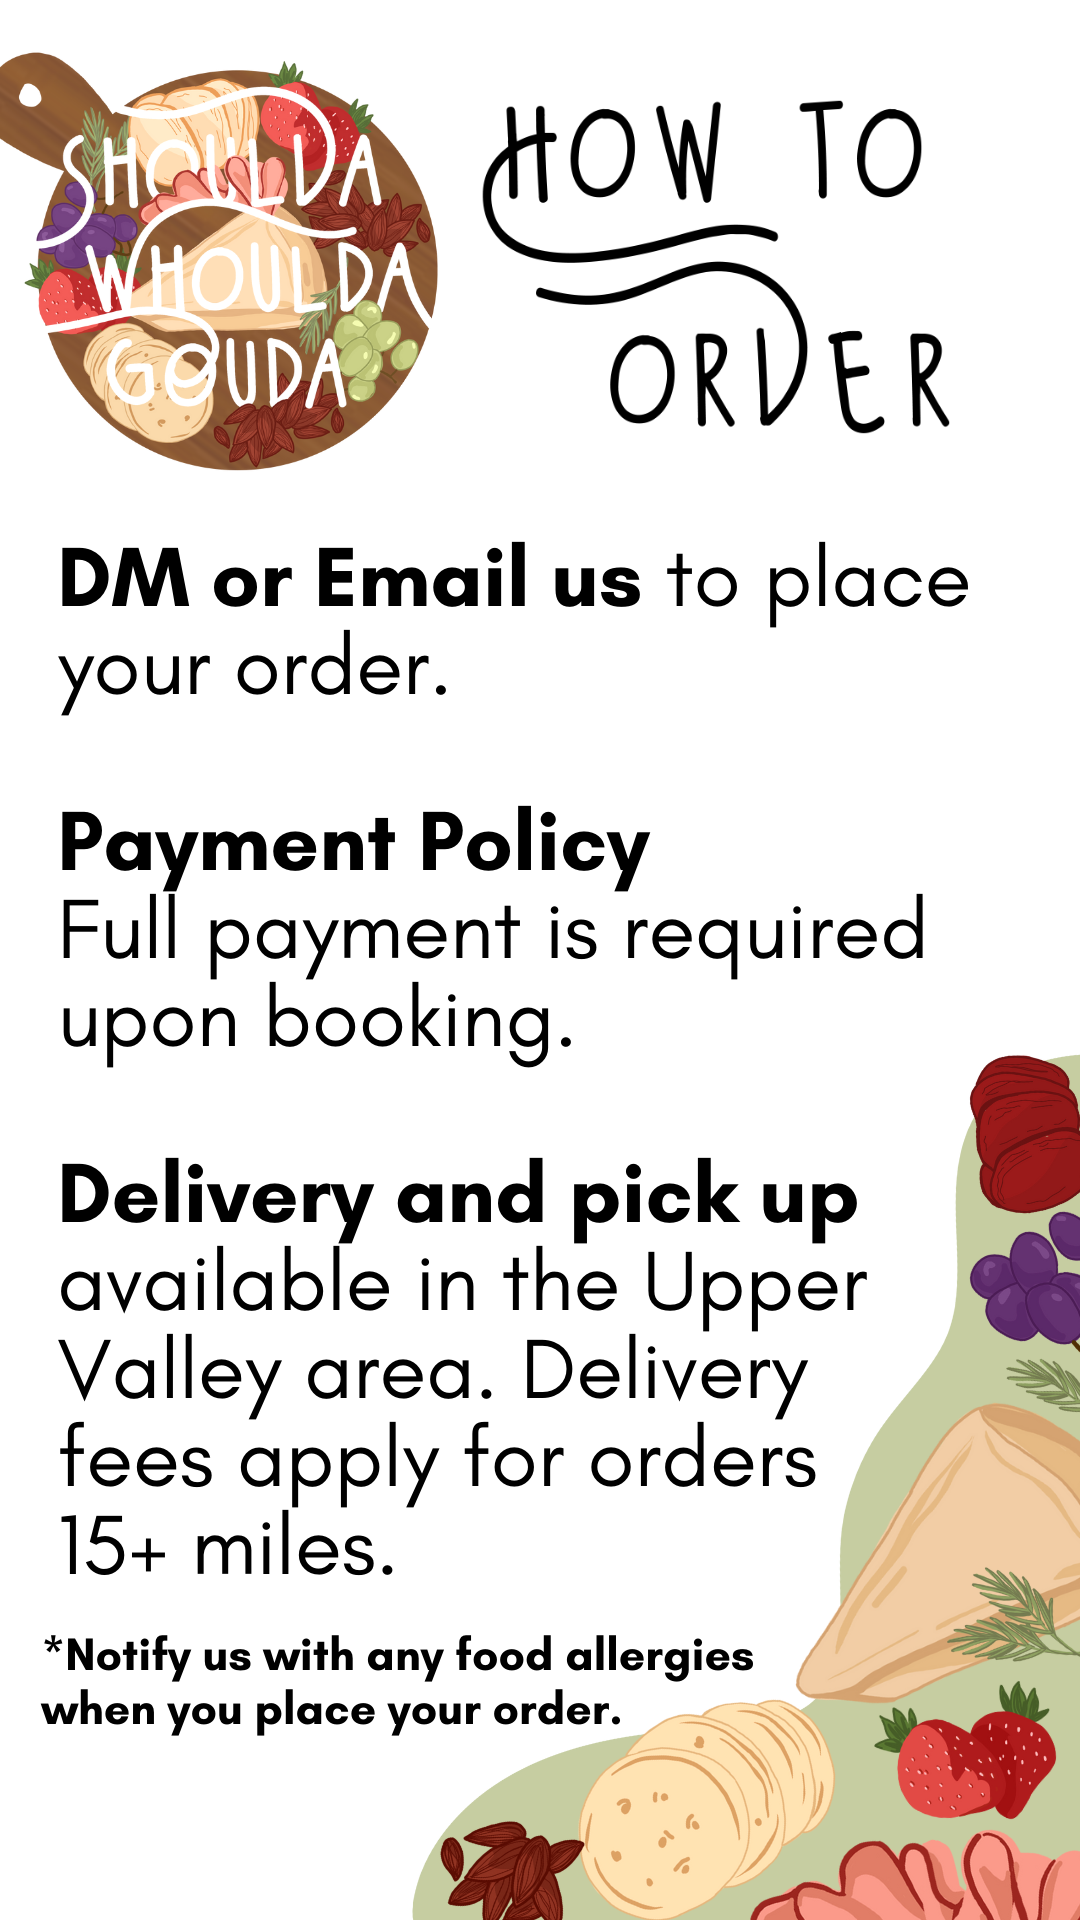 SHOULDA
WHOULDA
GOUDA
HOW TO
ORDER
DM or Email us to place
your order.
Payment Policy
Full payment is required
upon booking.
Delivery and pick up
available in the Upper
Valley area. Delivery
fees apply for orders
15+ miles.
*Notify us with any food allergies
when you place your order.